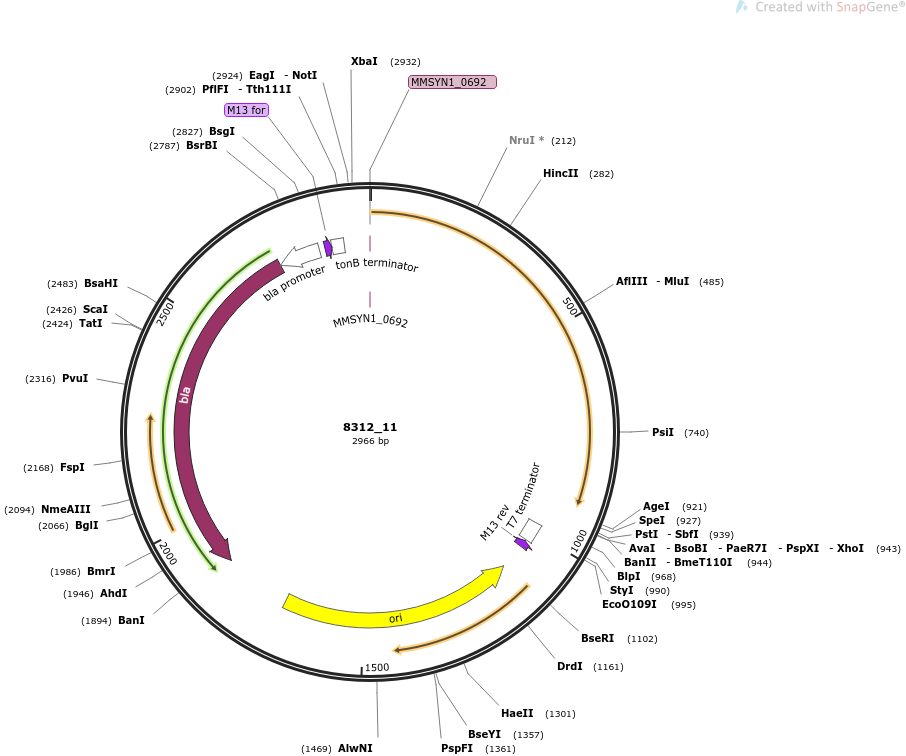 Created with SnapGene®
XbaI (2932)
(2924) EagI - NotI
MMSYN1_0692
(2902) PflFI - Tth111I
M13 for
(2827) BsgI
(2787) BsrBI
NruI * (212)
HincII (282)
AflIII - MluI (485)
(2483) BsaHI
(2426) ScaI
(2424) TatI
(2316) PvuI
(2168) FspI
(2094) NmeAIII
(2066) BglI
(1986) BmrI
(1946) AhdI
(1894) BanI
tonB terminator
bla promoter
MMSYN1_0692
bla
8312_11
2966 bp
500
1000
1500
2000
2500
PsiI (740)
T7 terminator
M13 rev
ori
AgeI (921)
SpeI (927)
PstI - SbfI (939)
AvaI - BsoBI - PaeR7I - PspXI - XhoI (943)
BanII - BmeT110I (944)
BlpI (968)
StyI (990)
EcoO109I (995)
BseRI (1102)
DrdI (1161)
HaeII (1301)
BseYI (1357)
PspFI (1361)
(1469) AlwNI